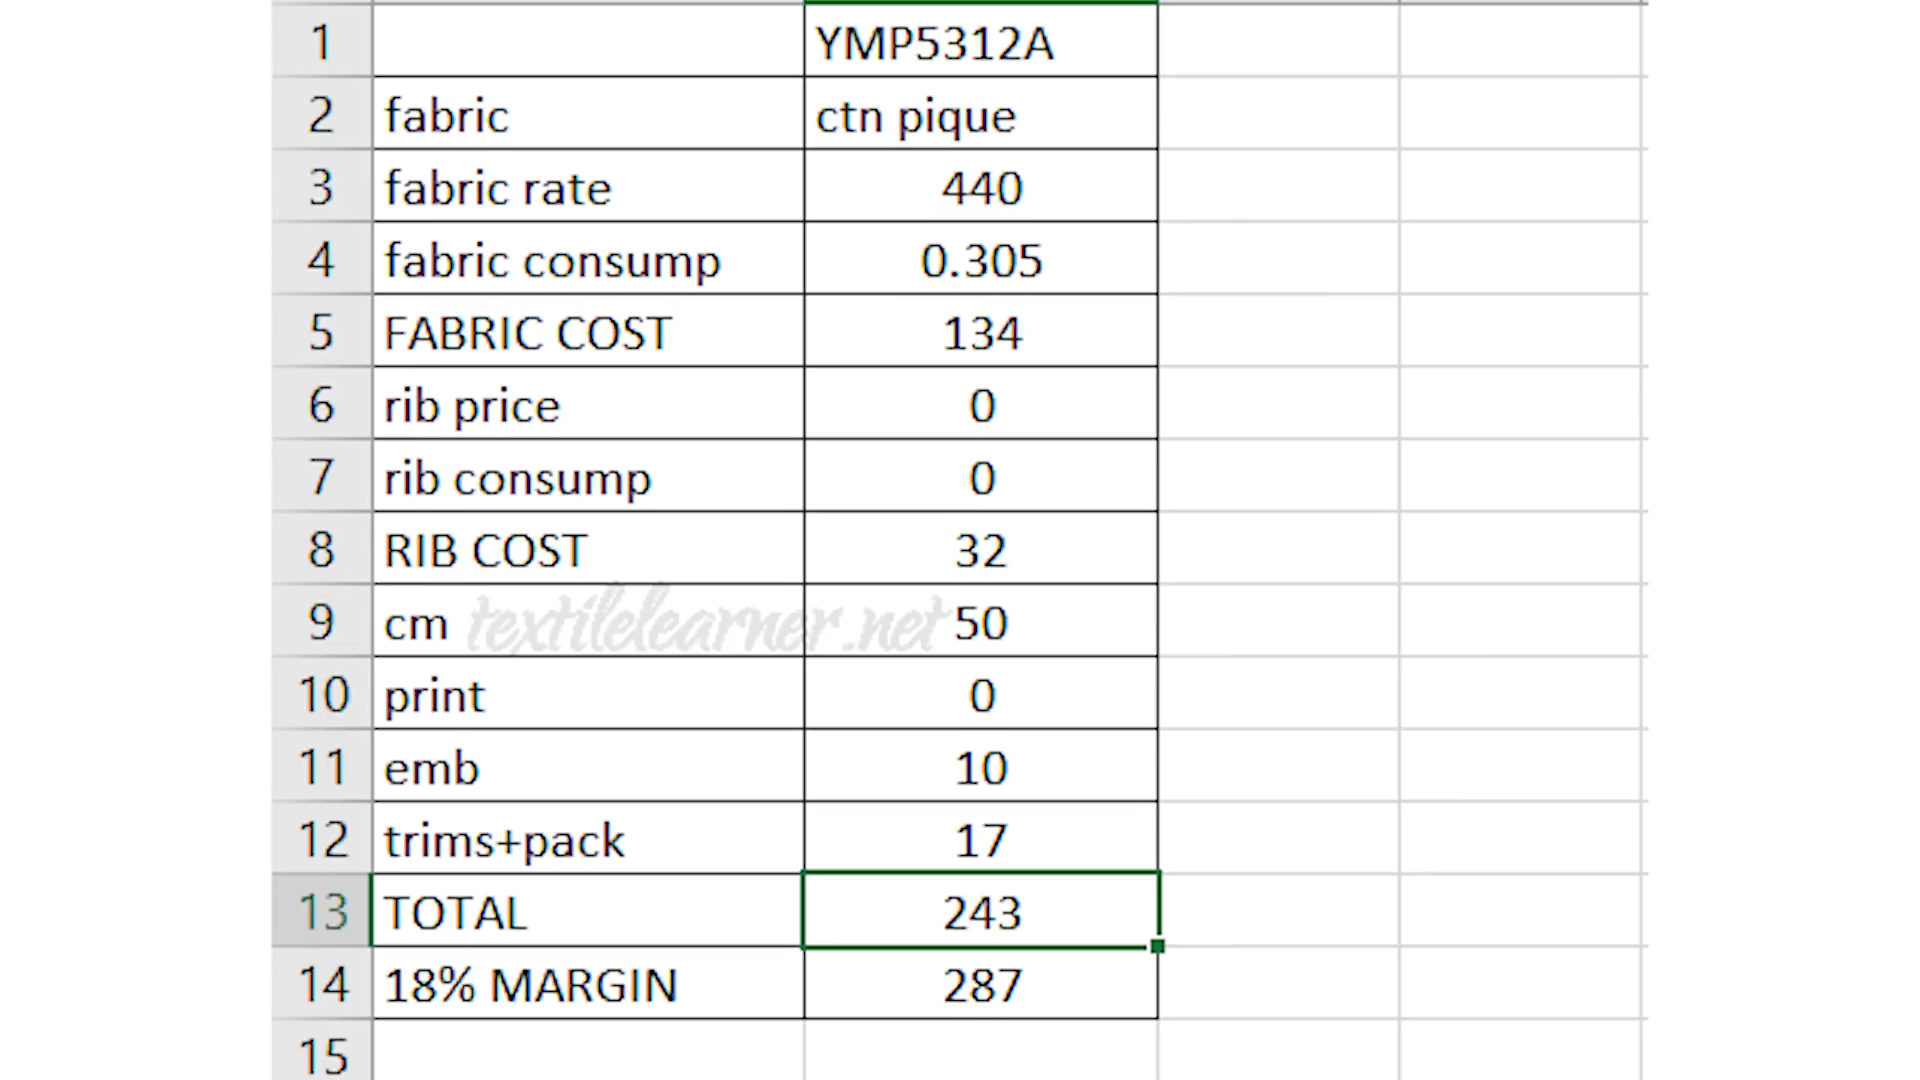 1 YMP5312A
2 fabric ctn pique
3 fabric rate 440
4 fabric consump 0.305
5 FABRIC COST 134
6 rib price 0
7 rib consump 0
8 RIB COST 32
9 cm textilelearner.net 50
10 print 0
11 emb 10
12 trims+pack 17
13 TOTAL 243
14 18% MARGIN 287
15